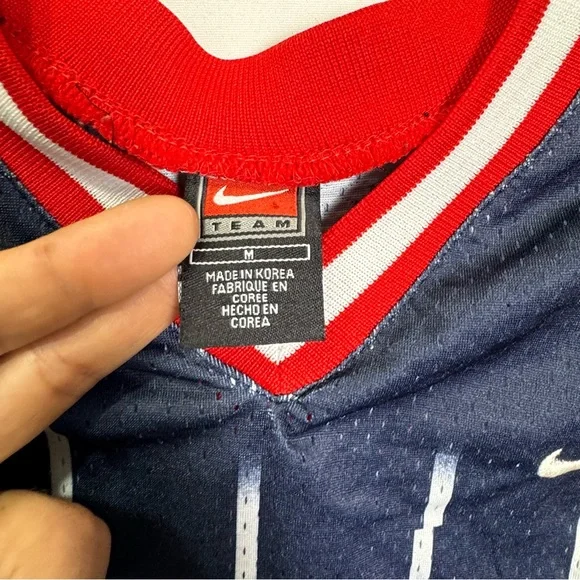 TEAM
M
MADE IN KOREA
FABRIQUE EN
COREE
HECHO EN
COREA